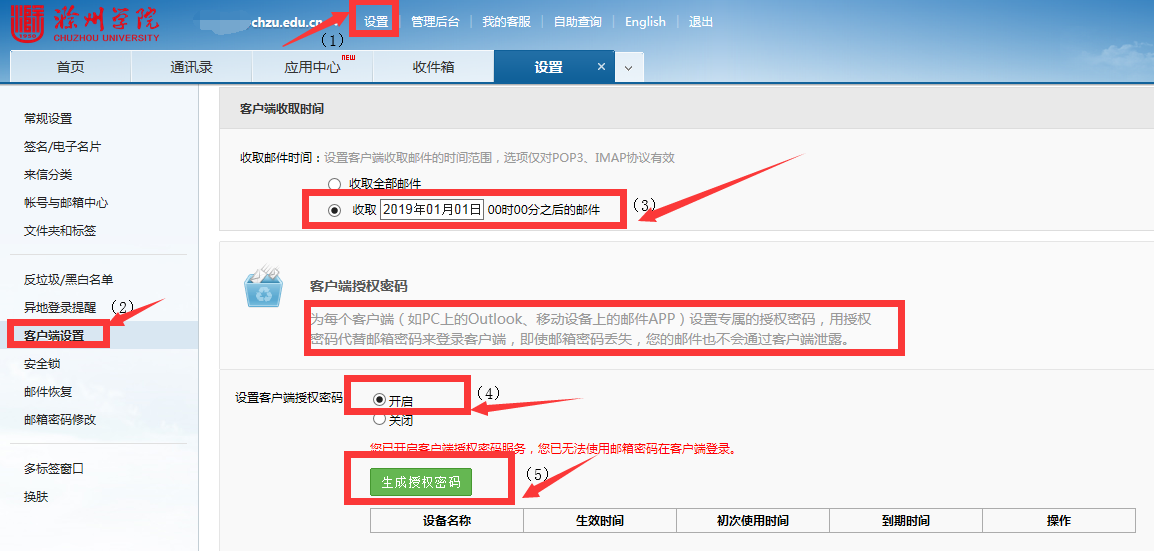 滁州学院
CHUZHOU UNIVERSITY
chzu.edu.cn 设置 管理后台 我的客服 自助查询 English 退出
(1)
首页 通讯录 应用中心 NEW 收件箱 设置 ×
客户端收取时间
常规设置
签名/电子名片
来信分类
帐号与邮箱中心
文件夹和标签
反垃圾/黑白名单
异地登录提醒 (2)
客户端设置
安全锁
邮件恢复
邮箱密码修改
多标签窗口
换肤
收取邮件时间：设置客户端收取邮件的时间范围，选项仅对POP3、IMAP协议有效
收取全部邮件
收取 2019年01月01日 00时00分之后的邮件 (3)
客户端授权密码
为每个客户端（如PC上的Outlook、移动设备上的邮件APP）设置专属的授权密码，用授权
密码代替邮箱密码来登录客户端，即使邮箱密码丢失，您的邮件也不会通过客户端泄露。
设置客户端授权密码 开启 (4)
关闭
您已开启客户端授权密码服务，您已无法使用邮箱密码在客户端登录。
生成授权密码 (5)
设备名称 生效时间 初次使用时间 到期时间 操作